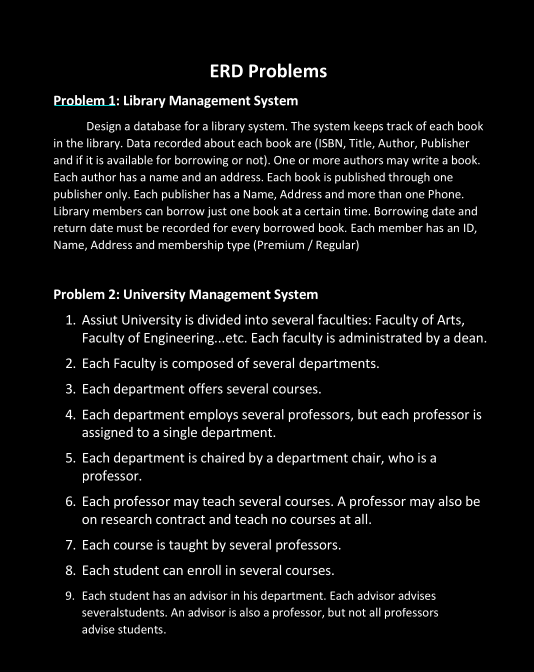 ERD Problems
Problem 1: Library Management System
Design a database for a library system. The system keeps track of each book
in the library. Data recorded about each book are (ISBN, Title, Author, Publisher
and if it is available for borrowing or not). One or more authors may write a book.
Each author has a name and an address. Each book is published through one
publisher only. Each publisher has a Name, Address and more than one Phone.
Library members can borrow just one book at a certain time. Borrowing date and
return date must be recorded for every borrowed book. Each member has an ID,
Name, Address and membership type (Premium / Regular)
Problem 2: University Management System
1. Assiut University is divided into several faculties: Faculty of Arts,
Faculty of Engineering...etc. Each faculty is administrated by a dean.
2. Each Faculty is composed of several departments.
3. Each department offers several courses.
4. Each department employs several professors, but each professor is
assigned to a single department.
5. Each department is chaired by a department chair, who is a
professor.
6. Each professor may teach several courses. A professor may also be
on research contract and teach no courses at all.
7. Each course is taught by several professors.
8. Each student can enroll in several courses.
9. Each student has an advisor in his department. Each advisor advises
severalstudents. An advisor is also a professor, but not all professors
advise students.